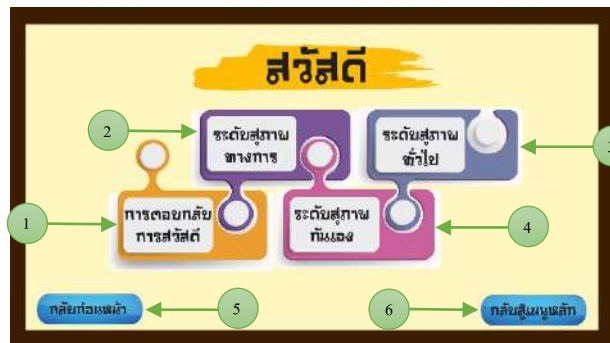 สวัสดี
2
ระดับสุภาพ
ทางการ
ระดับสุภาพ
ทั่วไป
3
1
การตอบกลับ
การสวัสดี
ระดับสุภาพ
กันเอง
4
กลับก่อนหน้า
5
6
กลับสู่เมนูหลัก